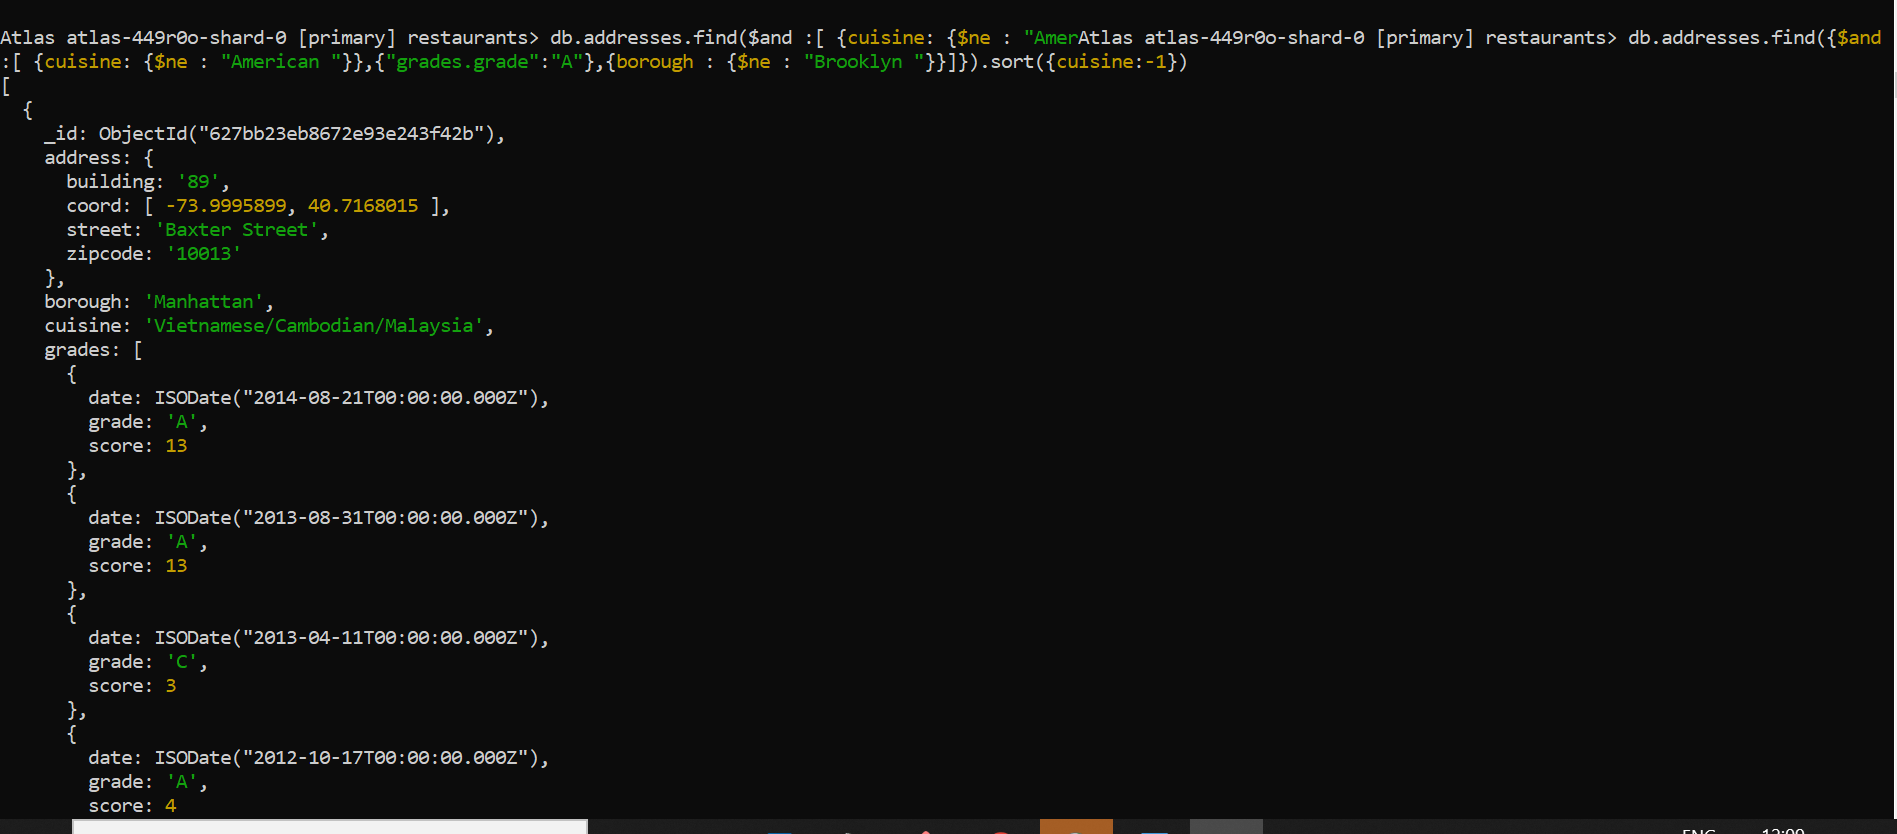 Atlas atlas-449r0o-shard-0 [primary] restaurants> db.addresses.find($and :[ {cuisine: {$ne : "AmerAtlas atlas-449r0o-shard-0 [primary] restaurants> db.addresses.find({$and
:[ {cuisine: {$ne : "American "}},{"grades.grade":"A"},{borough : {$ne : "Brooklyn "}}]}).sort({cuisine:-1})
[
  {
    _id: ObjectId("627bb23eb8672e93e243f42b"),
    address: {
      building: '89',
      coord: [ -73.9995899, 40.7168015 ],
      street: 'Baxter Street',
      zipcode: '10013'
    },
    borough: 'Manhattan',
    cuisine: 'Vietnamese/Cambodian/Malaysia',
    grades: [
      {
        date: ISODate("2014-08-21T00:00:00.000Z"),
        grade: 'A',
        score: 13
      },
      {
        date: ISODate("2013-08-31T00:00:00.000Z"),
        grade: 'A',
        score: 13
      },
      {
        date: ISODate("2013-04-11T00:00:00.000Z"),
        grade: 'C',
        score: 3
      },
      {
        date: ISODate("2012-10-17T00:00:00.000Z"),
        grade: 'A',
        score: 4